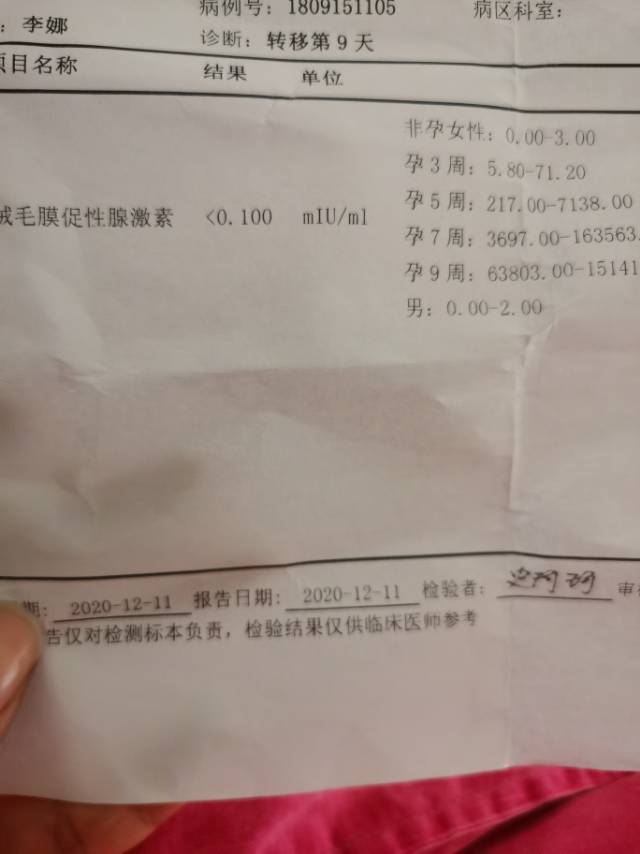 ：李娜 病例号：1809151105 病区科室：
诊断：转移第9天
项目名称 结果 单位
非孕女性：0.00-3.00
孕3周：5.80-71.20
孕5周：217.00-7138.00
绒毛膜促性腺激素 <0.100 mIU/ml
孕7周：3697.00-163563.
孕9周：63803.00-15141
男：0.00-2.00
期：2020-12-11 报告日期：2020-12-11 检验者： 审
告仅对检测标本负责，检验结果仅供临床医师参考